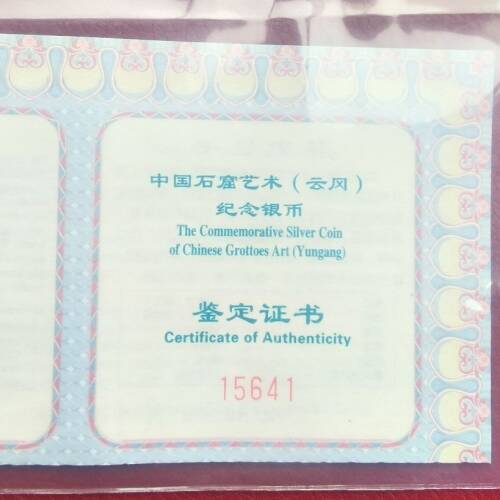 中国石窟艺术（云冈）
纪念银币
The Commemorative Silver Coin
of Chinese Grottoes Art (Yungang)
鉴定证书
Certificate of Authenticity
15641